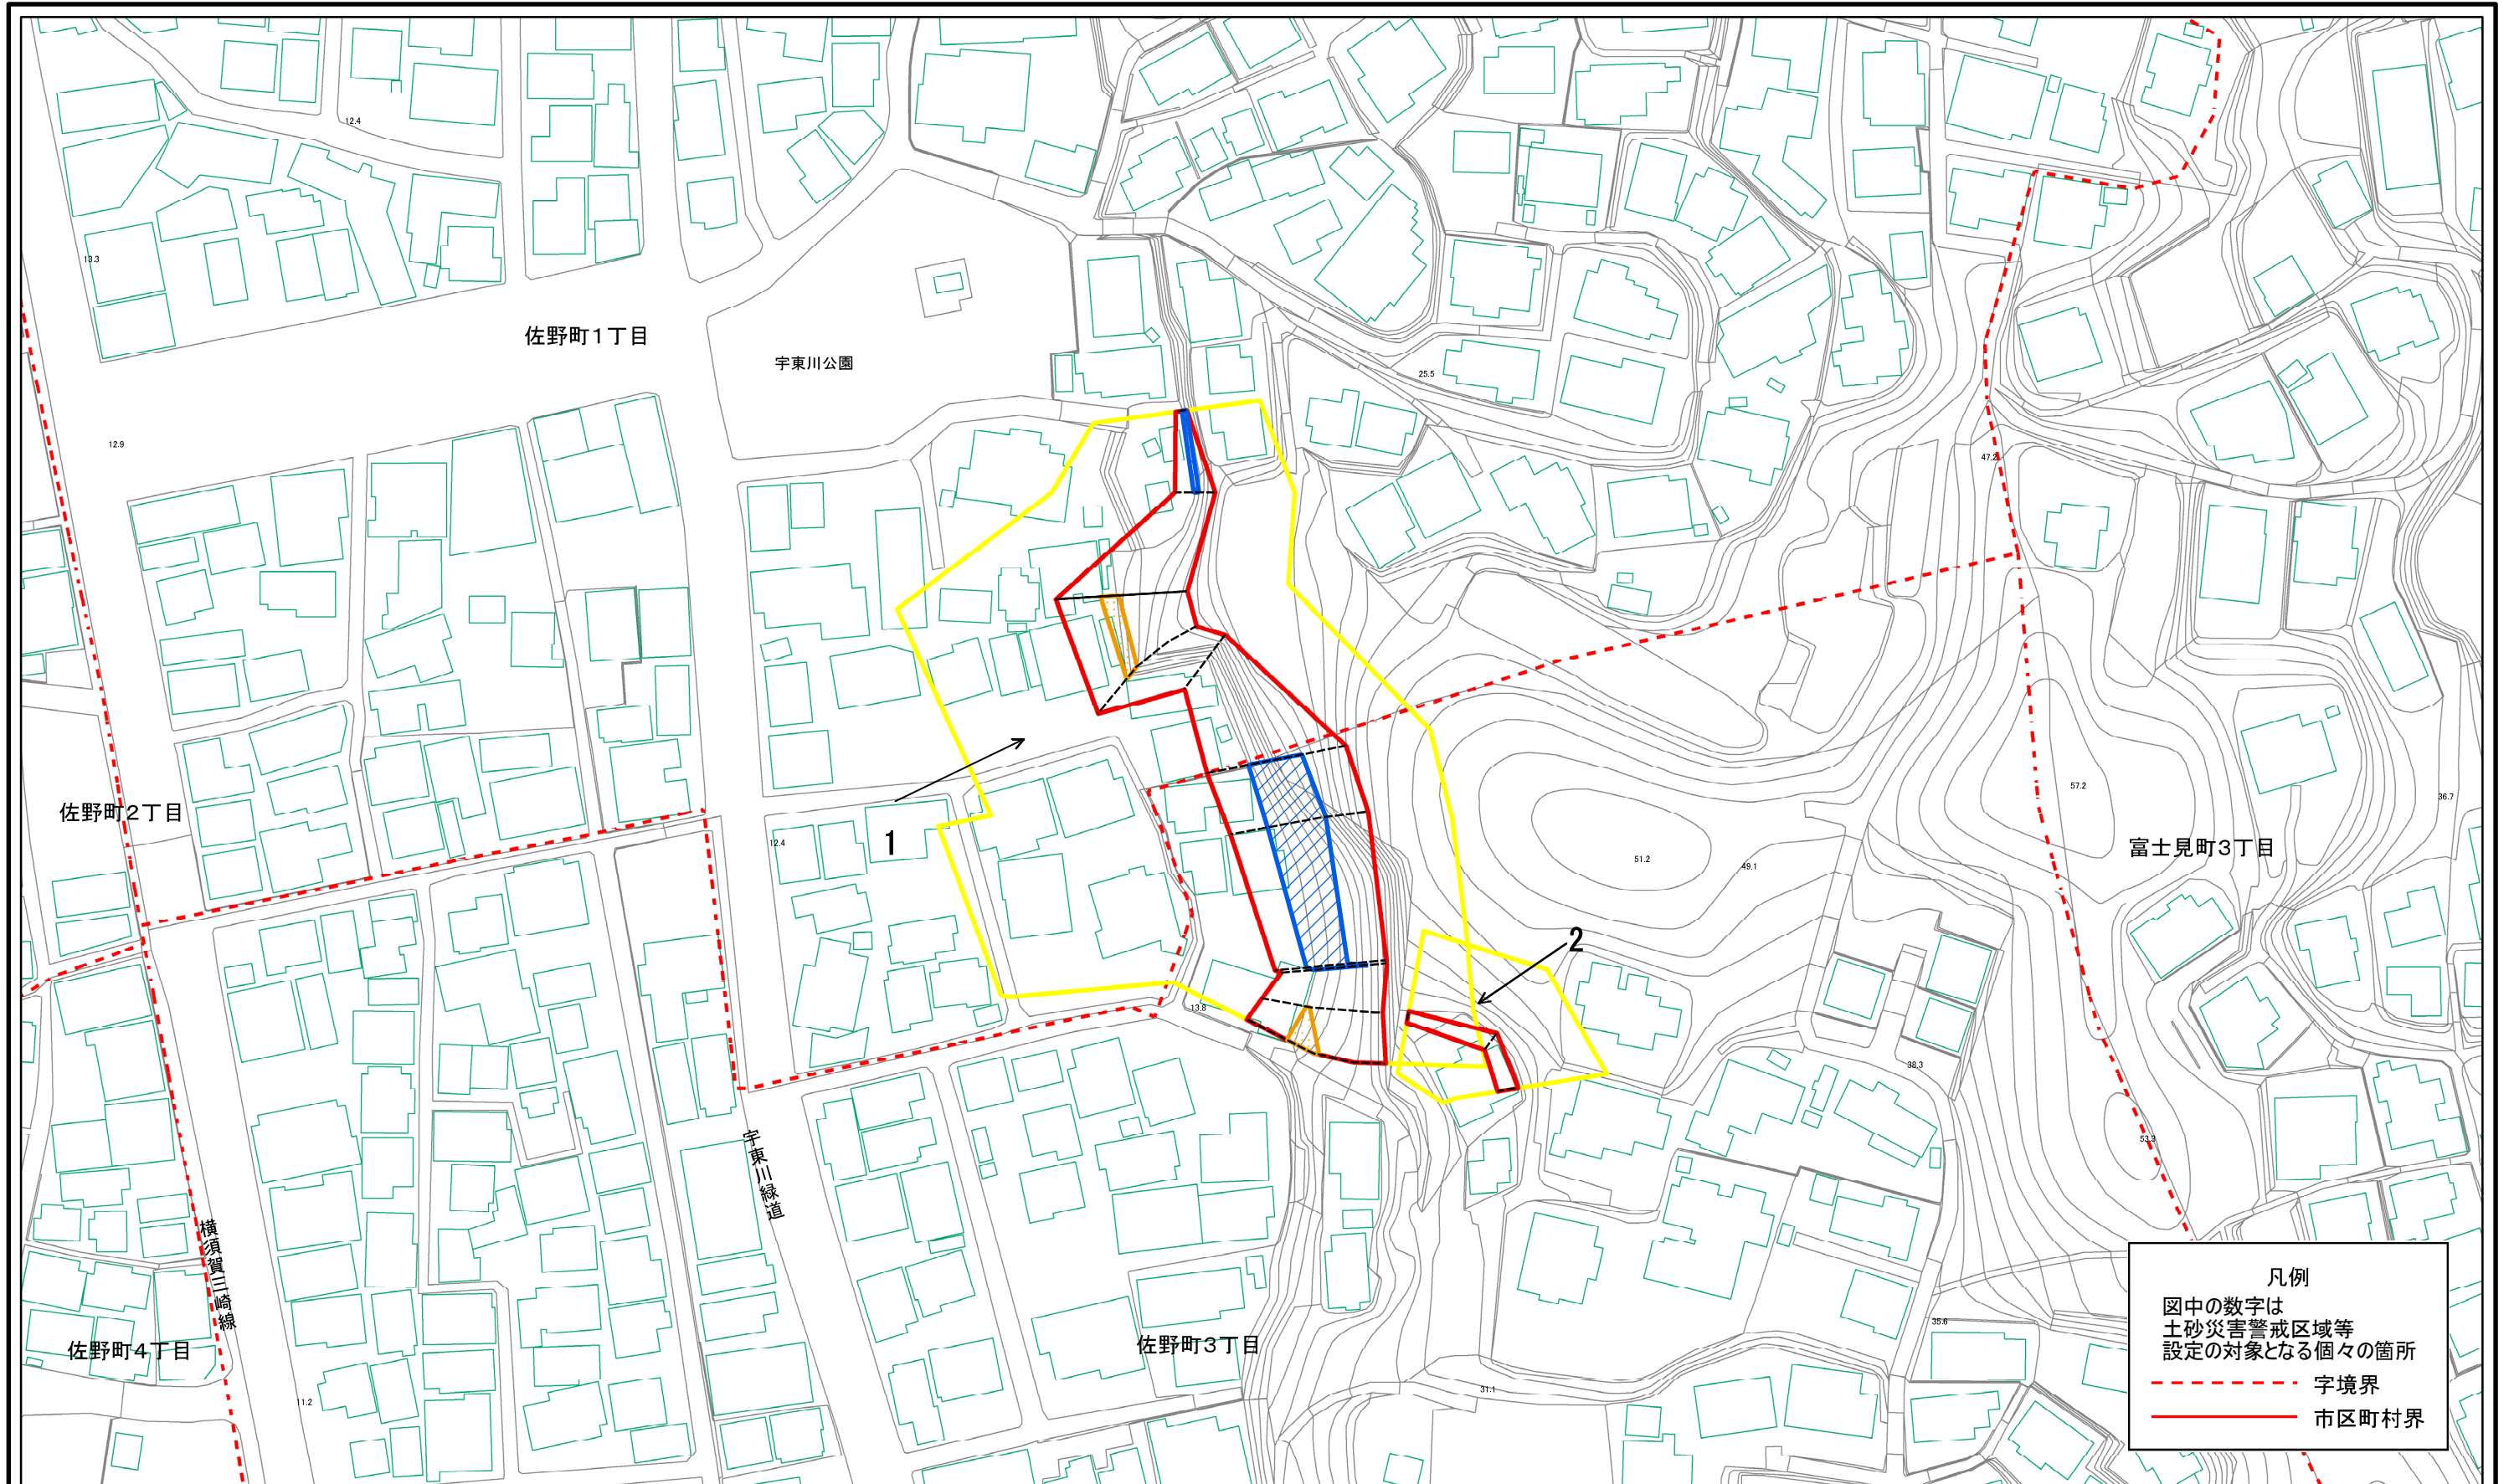 12.4
13.3
佐野町1丁目
宇東川公園
25.5
12.9
47.2
57.2
36.7
佐野町2丁目
1
12.4
51.2
49.1
富士見町3丁目
2
13.8
38.3
53.3
宇東川緑道
横須賀三崎線
佐野町4丁目
佐野町3丁目
35.6
31.1
11.2
凡例
図中の数字は
土砂災害警戒区域等
設定の対象となる個々の箇所
字境界
市区町村界